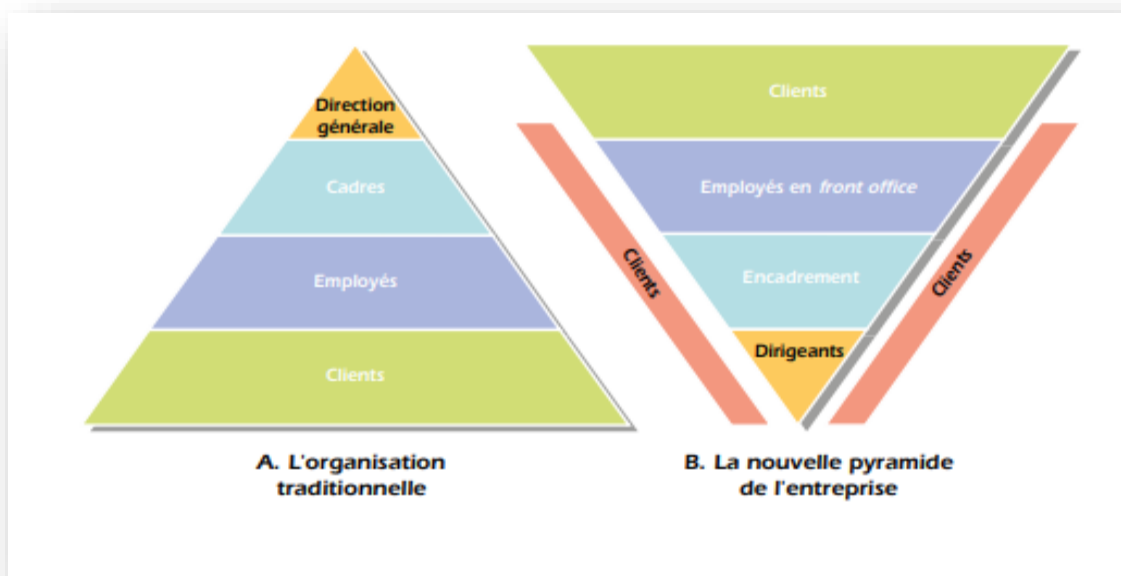 Direction
générale
Cadres
Employés
Clients
A. L'organisation
traditionnelle
Clients
Employés en front office
Encadrement
Dirigeants
Clients
Clients
B. La nouvelle pyramide
de l'entreprise